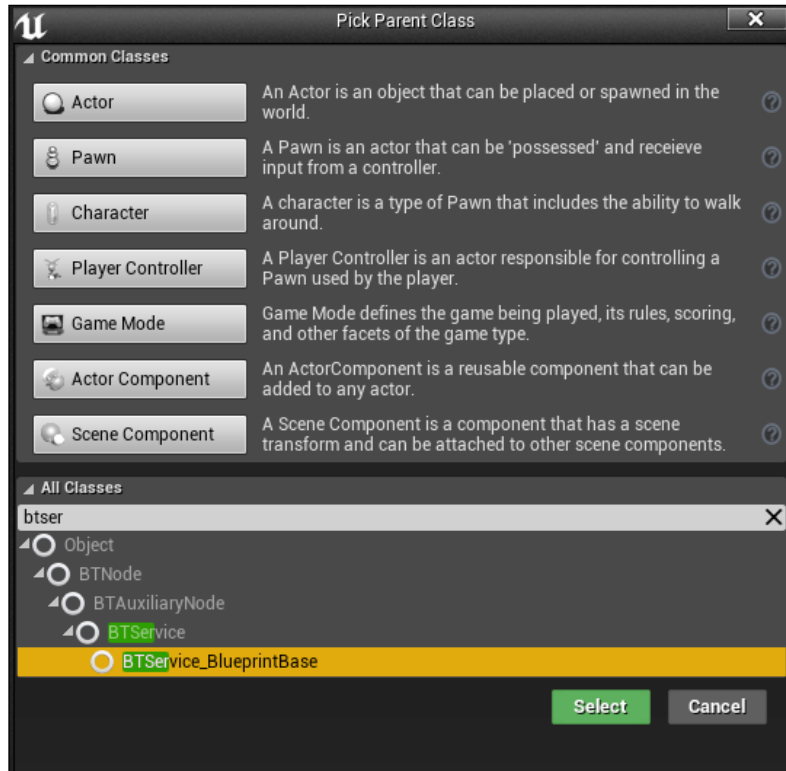 Pick Parent Class
Common Classes
Actor
An Actor is an object that can be placed or spawned in the
world.
Pawn
A Pawn is an actor that can be 'possessed' and receieve
input from a controller.
Character
A character is a type of Pawn that includes the ability to walk
around.
Player Controller
A Player Controller is an actor responsible for controlling a
Pawn used by the player.
Game Mode
Game Mode defines the game being played, its rules, scoring,
and other facets of the game type.
Actor Component
An ActorComponent is a reusable component that can be
added to any actor.
Scene Component
A Scene Component is a component that has a scene
transform and can be attached to other scene components.
All Classes
btser
Object
BTNode
BTAuxiliaryNode
BTService
BTService_BlueprintBase
Select
Cancel